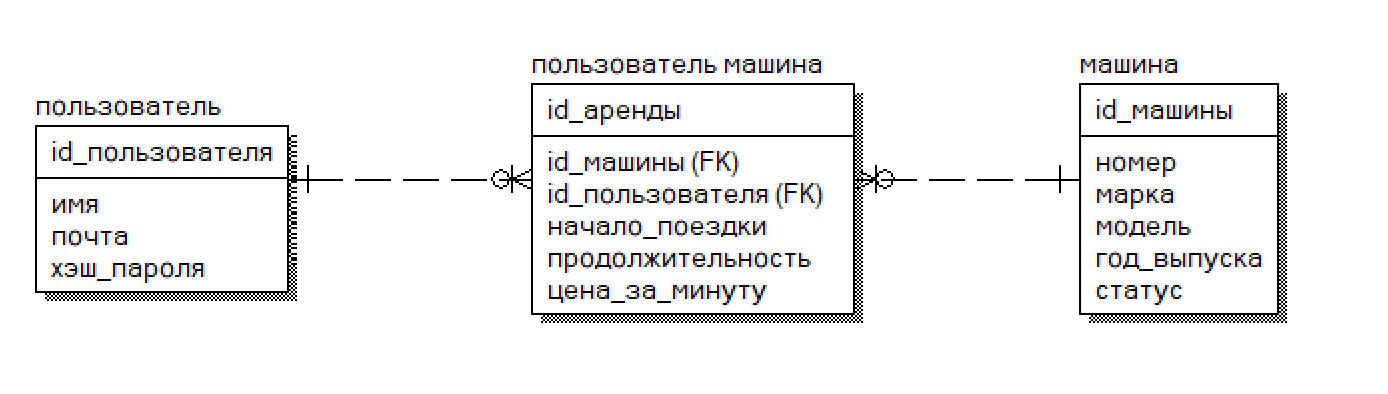 пользователь
id_пользователя
имя
почта
хэш_пароля
пользователь машина
id_аренды
id_машины (FK)
id_пользователя (FK)
начало_поездки
продолжительность
цена_за_минуту
машина
id_машины
номер
марка
модель
год_выпуска
статус